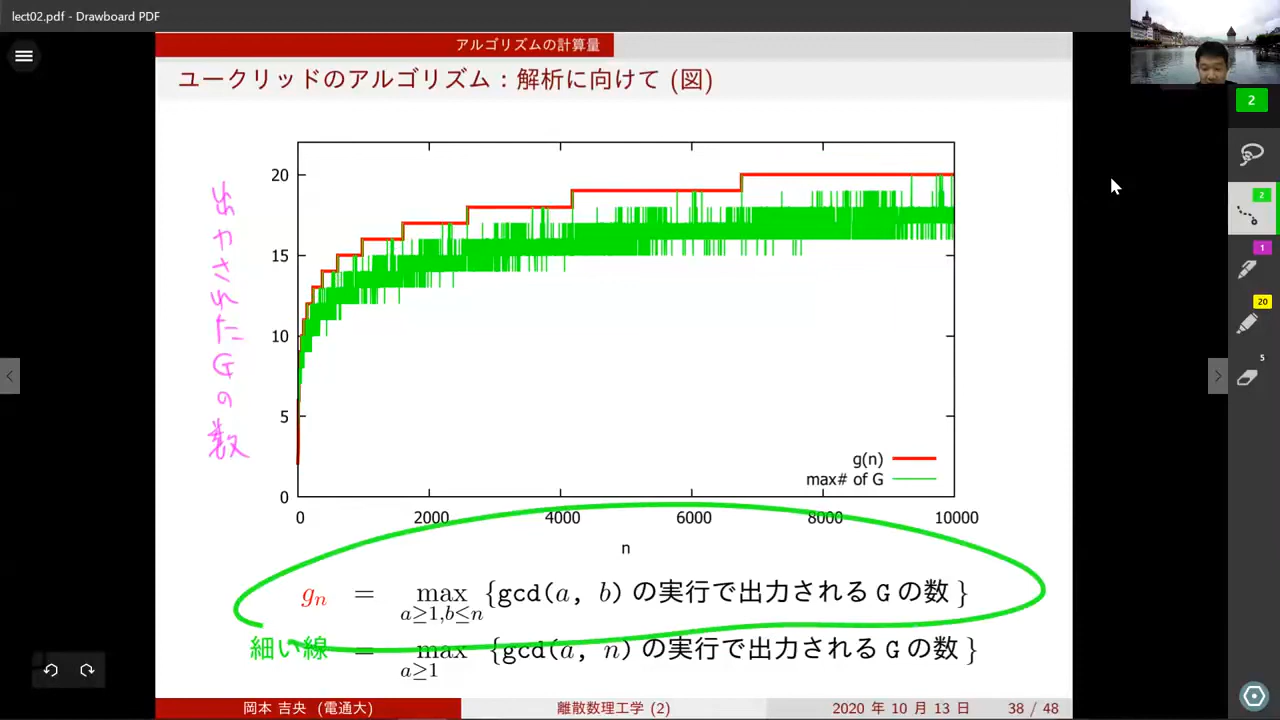 lect02.pdf - Drawboard PDF
アルゴリズムの計算量
ユークリッドのアルゴリズム：解析に向けて (図)
出力されたGの数
20
15
10
5
0
g(n)
max# of G
0 2000 4000 6000 8000 10000
n
gn = max {gcd(a, b) の実行で出力される G の数 }
a≥1,b≤n
細い線 = max {gcd(a, n) の実行で出力される G の数 }
a≥1
岡本 吉央 (電通大) 離散数理工学 (2) 2020 年 10 月 13 日 38 / 48
2
2
1
20
5